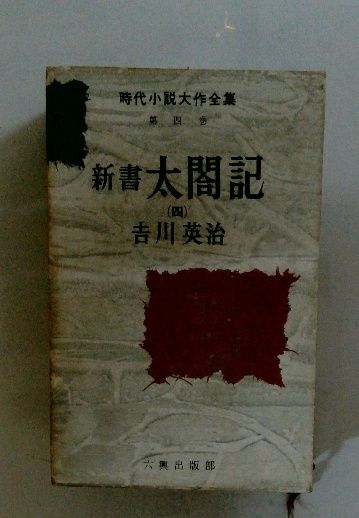 時代小説大作全集
第四巻
新書太閤記
(四)
吉川英治
六興出版部